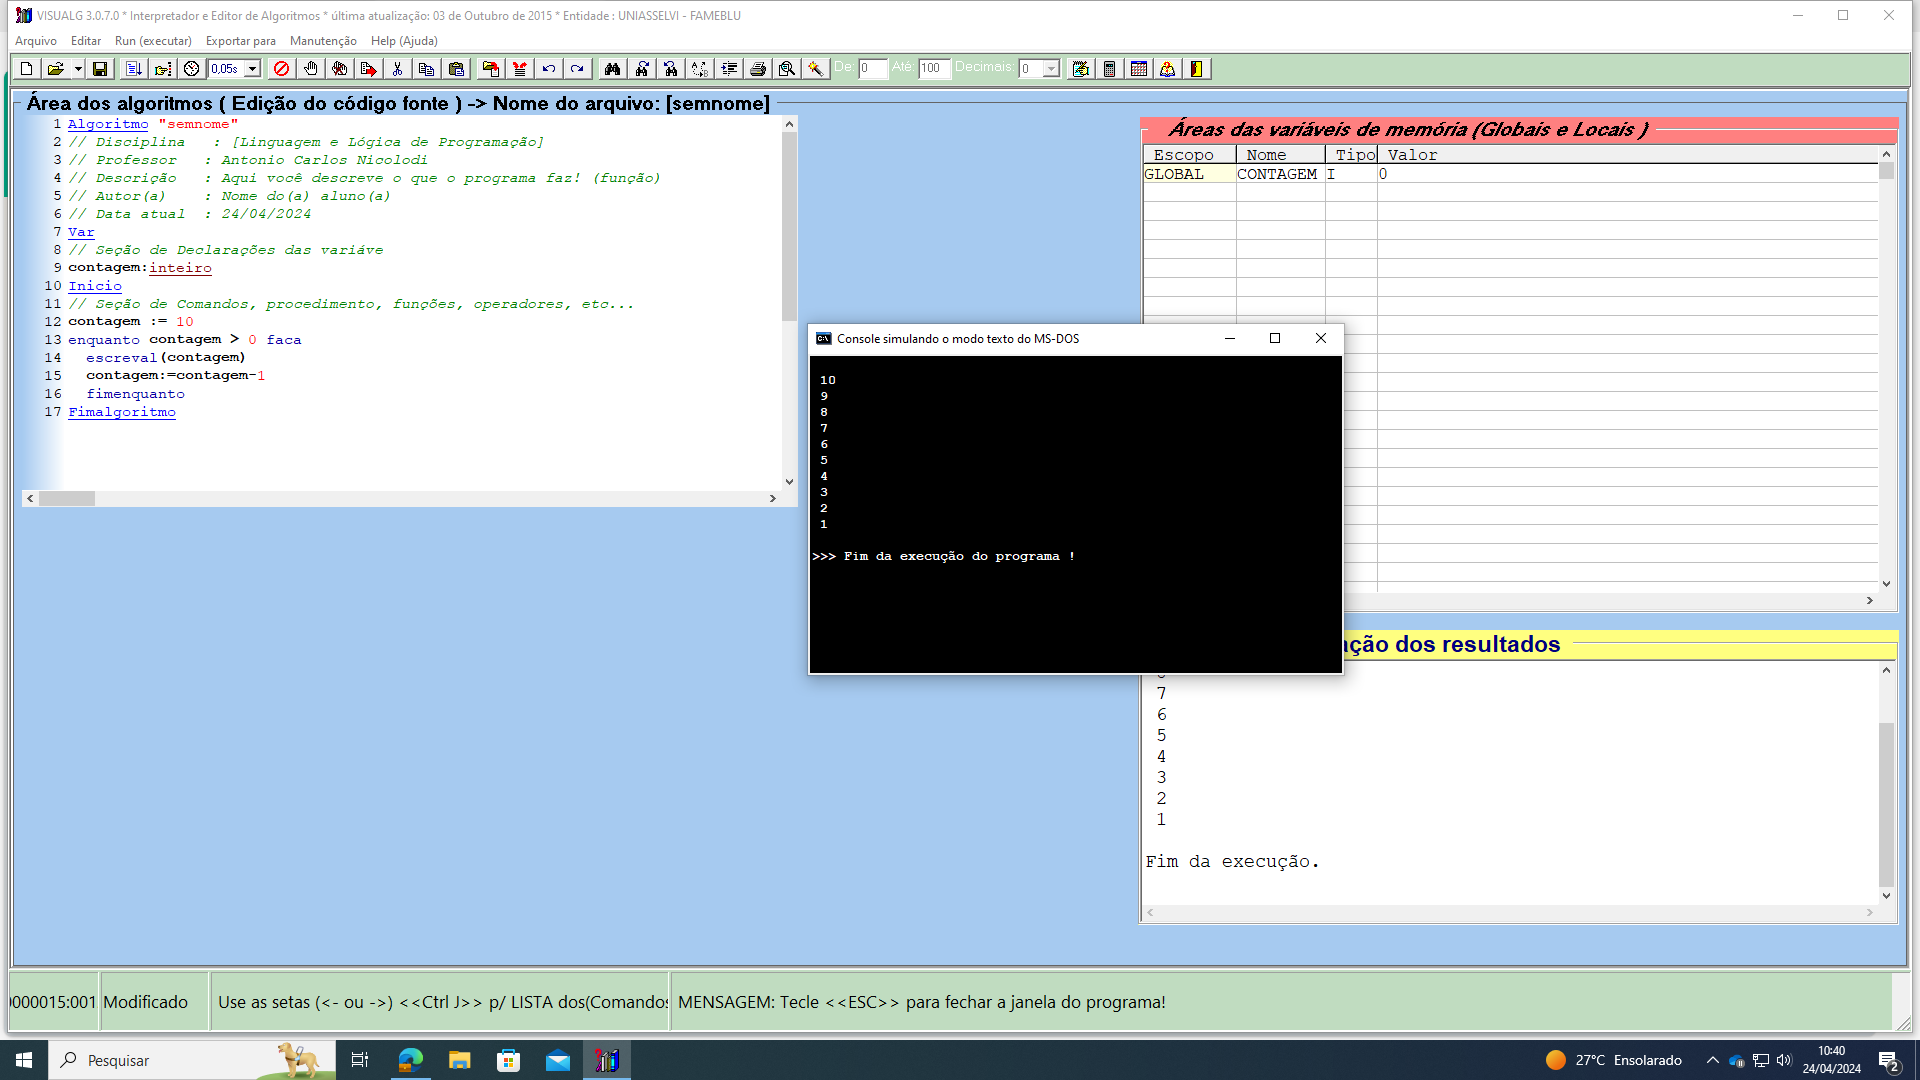 VISUALG 3.0.7.0 * Interpretador e Editor de Algoritmos * última atualização: 03 de Outubro de 2015 * Entidade : UNIASSELVI - FAMEBLU
Arquivo Editar Run (executar) Exportar para Manutenção Help (Ajuda)
0,05s De: 0 Até: 100 Decimais: 0
Área dos algoritmos ( Edição do código fonte ) -> Nome do arquivo: [semnome]
1 Algoritmo "semnome"
2 // Disciplina : [Linguagem e Lógica de Programação]
3 // Professor : Antonio Carlos Nicolodi
4 // Descrição : Aqui você descreve o que o programa faz! (função)
5 // Autor(a) : Nome do(a) aluno(a)
6 // Data atual : 24/04/2024
7 Var
8 // Seção de Declarações das variáve
9 contagem:inteiro
10 Inicio
11 // Seção de Comandos, procedimento, funções, operadores, etc...
12 contagem := 10
13 enquanto contagem > 0 faca
14 escreval(contagem)
15 contagem:=contagem-1
16 fimenquanto
17 Fimalgoritmo
Áreas das variáveis de memória (Globais e Locais )
Escopo Nome Tipo Valor
GLOBAL CONTAGEM I 0
Console simulando o modo texto do MS-DOS
10
9
8
7
6
5
4
3
2
1
>>> Fim da execução do programa !
ação dos resultados
7
6
5
4
3
2
1
Fim da execução.
000015:001 Modificado Use as setas (<- ou ->) <<Ctrl J>> p/ LISTA dos(Comandos MENSAGEM: Tecle <<ESC>> para fechar a janela do programa!
Pesquisar 27°C Ensolarado 10:40
24/04/2024 2